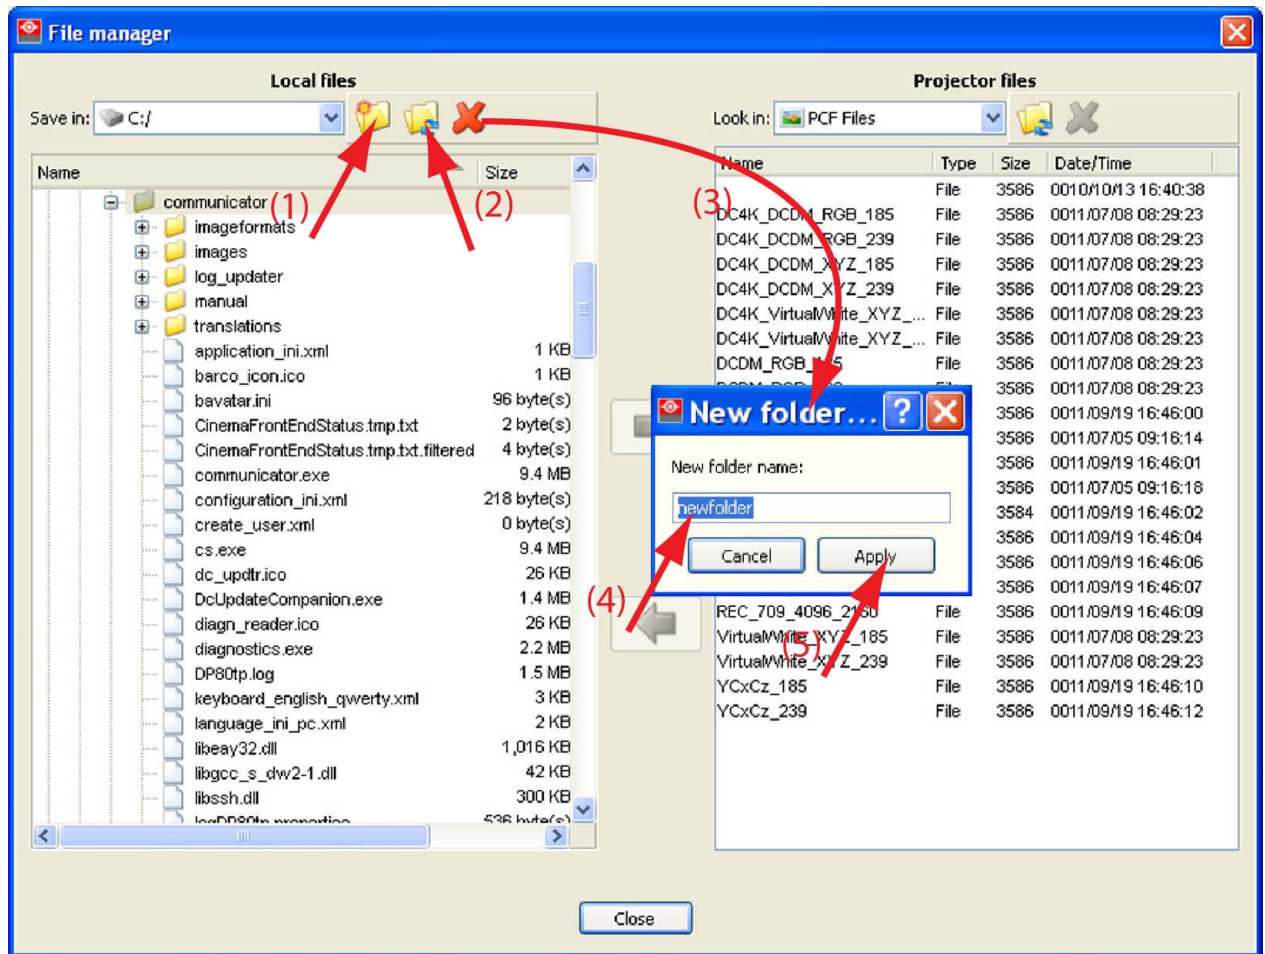 File manager
Local files
Projector files
Save in: C:/
Look in: PCF Files
Name Size
Name Type Size Date/Time
communicator
imageformats
images
log_updater
manual
translations
application_ini.xml 1 KB
barco_icon.ico 1 KB
bavatar.ini 96 byte(s)
CinemaFrontEndStatus.tmp.txt 2 byte(s)
CinemaFrontEndStatus.tmp.txt.filtered 4 byte(s)
communicator.exe 9.4 MB
configuration_ini.xml 218 byte(s)
create_user.xml 0 byte(s)
cs.exe 9.4 MB
dc_updtr.ico 26 KB
DcUpdateCompanion.exe 1.4 MB
diagn_reader.ico 26 KB
diagnostics.exe 2.2 MB
DP80tp.log 1.5 MB
keyboard_english_qwerty.xml 3 KB
language_ini_pc.xml 2 KB
libeay32.dll 1,016 KB
libgcc_s_dw2-1.dll 42 KB
libssh.dll 300 KB
logDP80tp.properties 536 byte(s)
File 3586 0010/10/13 16:40:38
DC4K_DCDM_RGB_185 File 3586 0011/07/08 08:29:23
DC4K_DCDM_RGB_239 File 3586 0011/07/08 08:29:23
DC4K_DCDM_XYZ_185 File 3586 0011/07/08 08:29:23
DC4K_DCDM_XYZ_239 File 3586 0011/07/08 08:29:23
DC4K_VirtualWhite_XYZ_... File 3586 0011/07/08 08:29:23
DC4K_VirtualWhite_XYZ_... File 3586 0011/07/08 08:29:23
DCDM_RGB_185 File 3586 0011/07/08 08:29:23
3586 0011/07/08 08:29:23
3586 0011/09/19 16:46:00
3586 0011/07/05 09:16:14
3586 0011/09/19 16:46:01
3586 0011/07/05 09:16:18
3584 0011/09/19 16:46:02
3586 0011/09/19 16:46:04
3586 0011/09/19 16:46:06
3586 0011/09/19 16:46:07
REC_709_4096_2160 File 3586 0011/09/19 16:46:09
VirtualWhite_XYZ_185 File 3586 0011/07/08 08:29:23
VirtualWhite_XYZ_239 File 3586 0011/07/08 08:29:23
YCxCz_185 File 3586 0011/09/19 16:46:10
YCxCz_239 File 3586 0011/09/19 16:46:12
New folder... ?
New folder name:
newfolder
Cancel Apply
(1)
(2)
(3)
(4)
(5)
Close